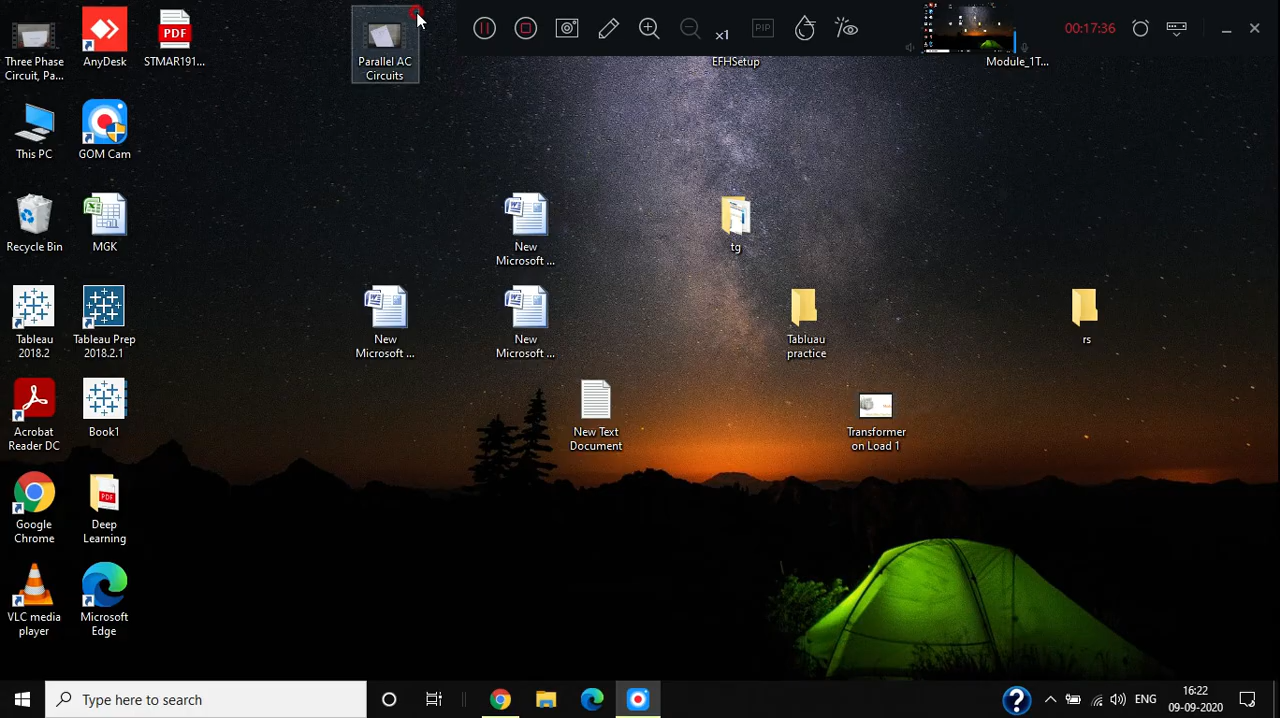 x1
PIP
00:17:36
Three Phase
Circuit, Pa...
AnyDesk
PDF
STMAR191...
Parallel AC
Circuits
EFHSetup
Module_1T...
This PC
GOM Cam
Recycle Bin
MGK
New
Microsoft ...
tg
Tableau
2018.2
Tableau Prep
2018.2.1
New
Microsoft ...
New
Microsoft ...
Tabluau
practice
rs
Acrobat
Reader DC
Book1
New Text
Document
Transformer
on Load 1
Google
Chrome
PDF
Deep
Learning
VLC media
player
Microsoft
Edge
Type here to search
ENG
16:22
09-09-2020